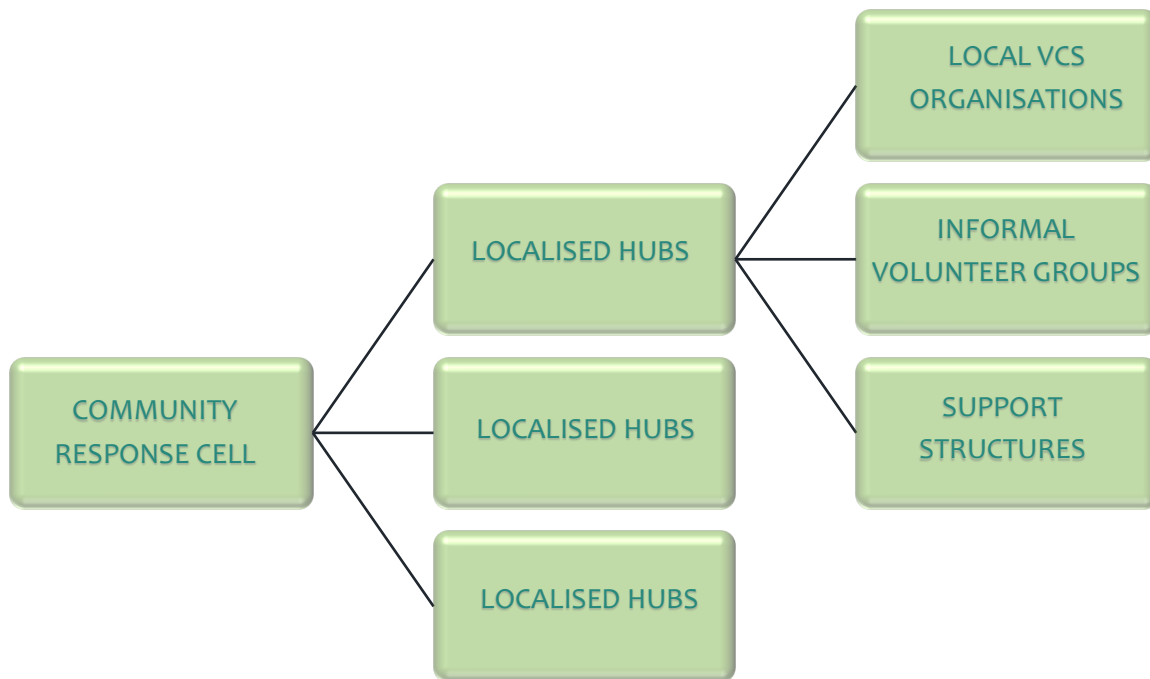 LOCAL VCS
ORGANISATIONS
INFORMAL
VOLUNTEER GROUPS
LOCALISED HUBS
COMMUNITY
RESPONSE CELL
LOCALISED HUBS
SUPPORT
STRUCTURES
LOCALISED HUBS